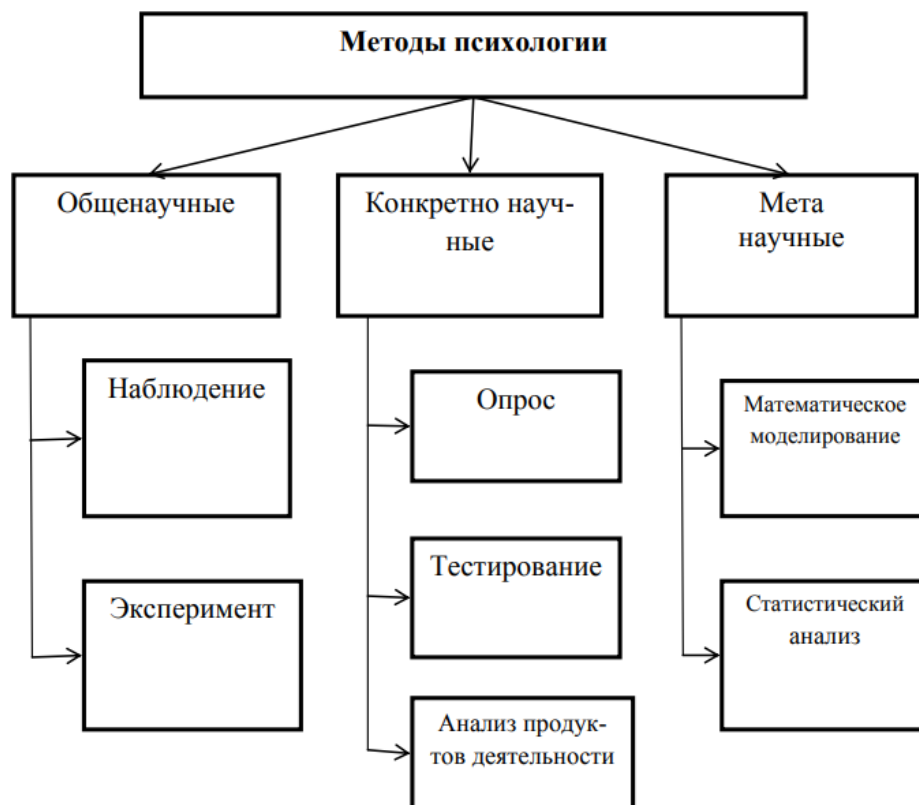 Методы психологии
Общенаучные
Конкретно науч-
ные
Мета
научные
Наблюдение
Опрос
Математическое
моделирование
Эксперимент
Тестирование
Статистический
анализ
Анализ продук-
тов деятельности